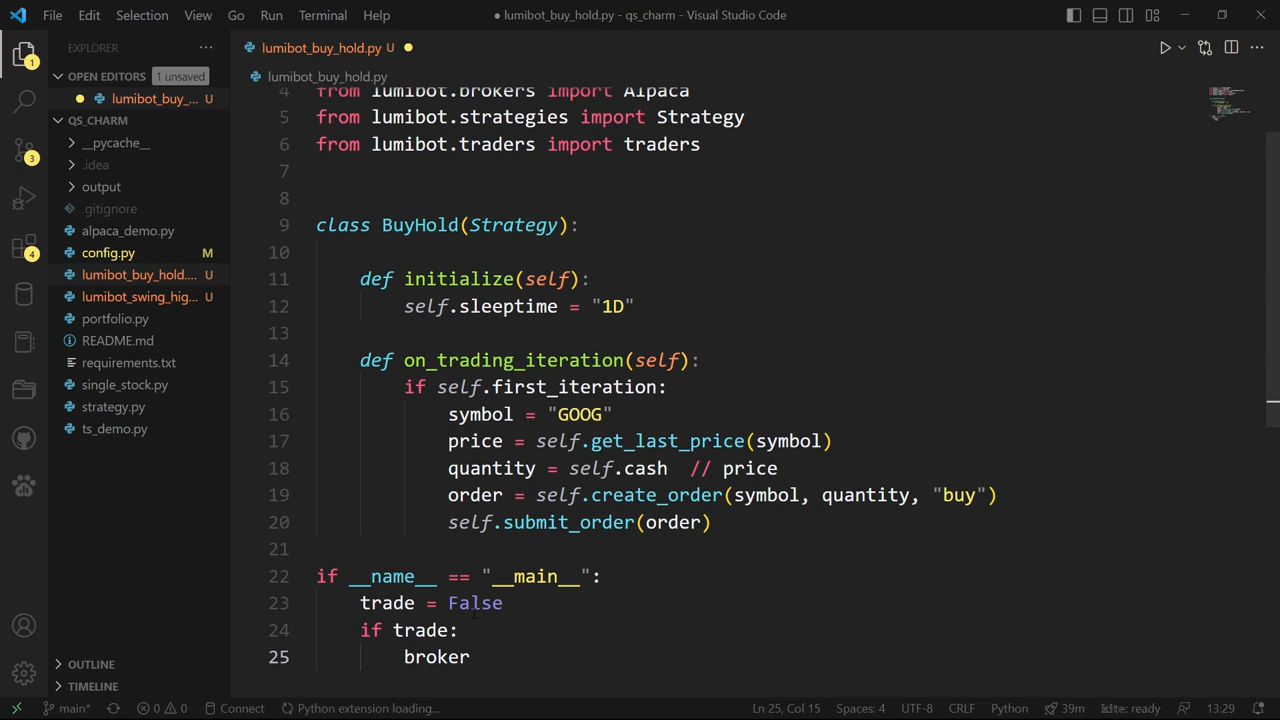 File Edit Selection View Go Run Terminal Help
● lumibot_buy_hold.py - qs_charm - Visual Studio Code
EXPLORER ...
OPEN EDITORS 1 unsaved
lumibot_buy_... U
QS_CHARM
__pycache__
.idea
output
.gitignore
alpaca_demo.py
config.py M
lumibot_buy_hold.... U
lumibot_swing_hig... U
portfolio.py
README.md
requirements.txt
single_stock.py
strategy.py
ts_demo.py
OUTLINE
TIMELINE
1
3
4
lumibot_buy_hold.py U
lumibot_buy_hold.py
4 from lumibot.brokers import Alpaca
5 from lumibot.strategies import Strategy
6 from lumibot.traders import traders
7
8
9 class BuyHold(Strategy):
10
11 def initialize(self):
12 self.sleeptime = "1D"
13
14 def on_trading_iteration(self):
15 if self.first_iteration:
16 symbol = "GOOG"
17 price = self.get_last_price(symbol)
18 quantity = self.cash // price
19 order = self.create_order(symbol, quantity, "buy")
20 self.submit_order(order)
21
22 if __name__ == "__main__":
23 trade = False
24 if trade:
25 broker
main* 0 0 Connect Python extension loading... Ln 25, Col 15 Spaces: 4 UTF-8 CRLF Python 39m ready 13:29